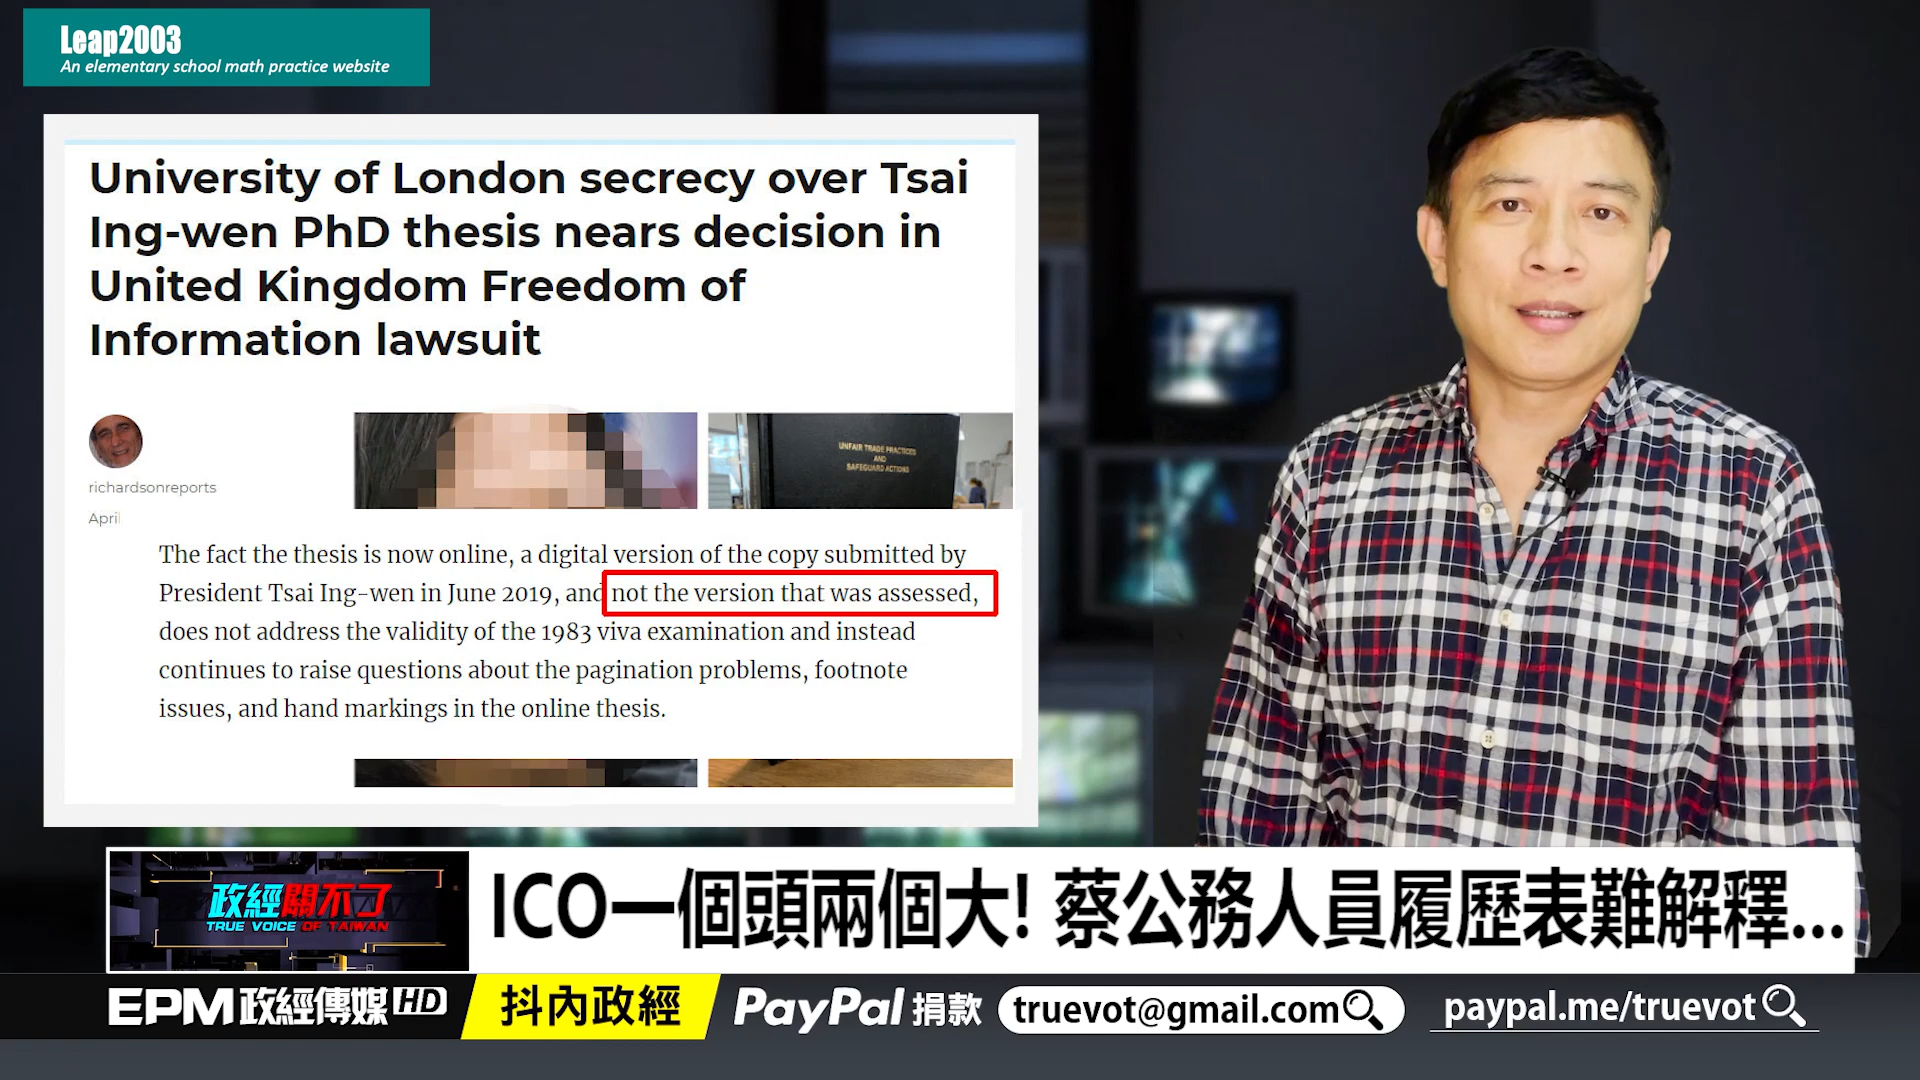 Leap2003
An elementary school math practice website
University of London secrecy over Tsai
Ing-wen PhD thesis nears decision in
United Kingdom Freedom of
Information lawsuit
richardsonreports
April
UNFAIR TRADE PRACTICES
AND
SAFEGUARD ACTIONS
The fact the thesis is now online, a digital version of the copy submitted by
President Tsai Ing-wen in June 2019, and not the version that was assessed,
does not address the validity of the 1983 viva examination and instead
continues to raise questions about the pagination problems, footnote
issues, and hand markings in the online thesis.
政經關不了
TRUE VOICE OF TAIWAN
ICO一個頭兩個大! 蔡公務人員履歷表難解釋...
EPM政經傳媒HD
抖內政經
PayPal 捐款
truevot@gmail.com
paypal.me/truevot